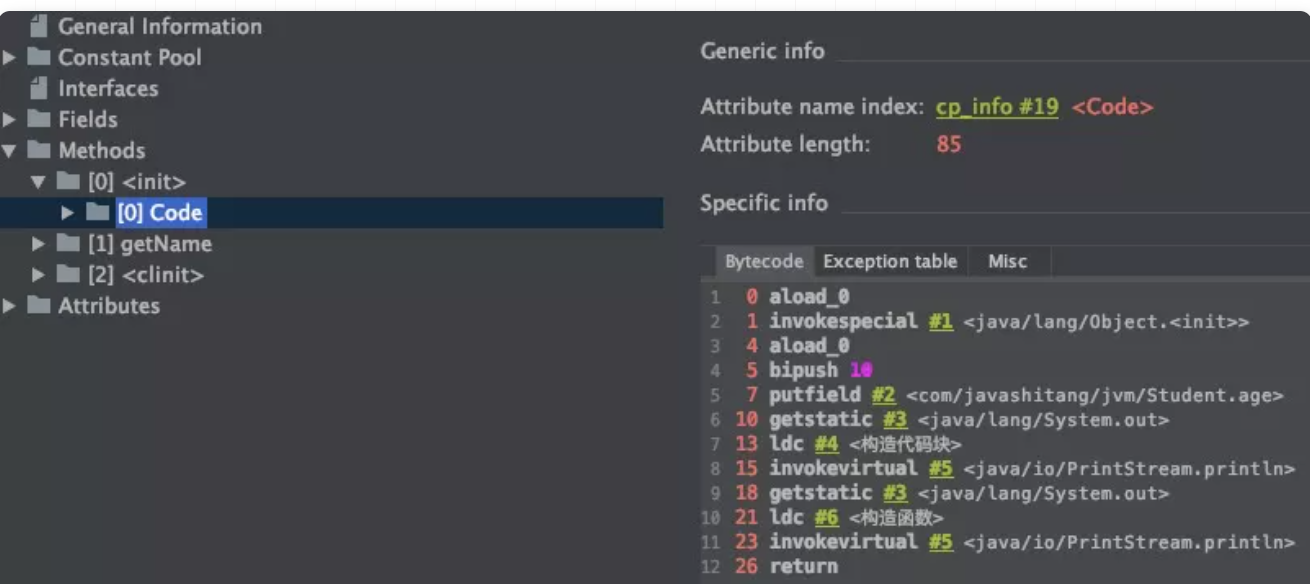 General Information
Constant Pool
Interfaces
Fields
Methods
[0] <init>
[0] Code
[1] getName
[2] <clinit>
Attributes
Generic info
Attribute name index: cp_info #19 <Code>
Attribute length: 85
Specific info
Bytecode Exception table Misc
1 0 aload_0
2 1 invokespecial #1 <java/lang/Object.<init>>
3 4 aload_0
4 5 bipush 10
5 7 putfield #2 <com/javashitang/jvm/Student.age>
6 10 getstatic #3 <java/lang/System.out>
7 13 ldc #4 <构造代码块>
8 15 invokevirtual #5 <java/io/PrintStream.println>
9 18 getstatic #3 <java/lang/System.out>
10 21 ldc #6 <构造函数>
11 23 invokevirtual #5 <java/io/PrintStream.println>
12 26 return